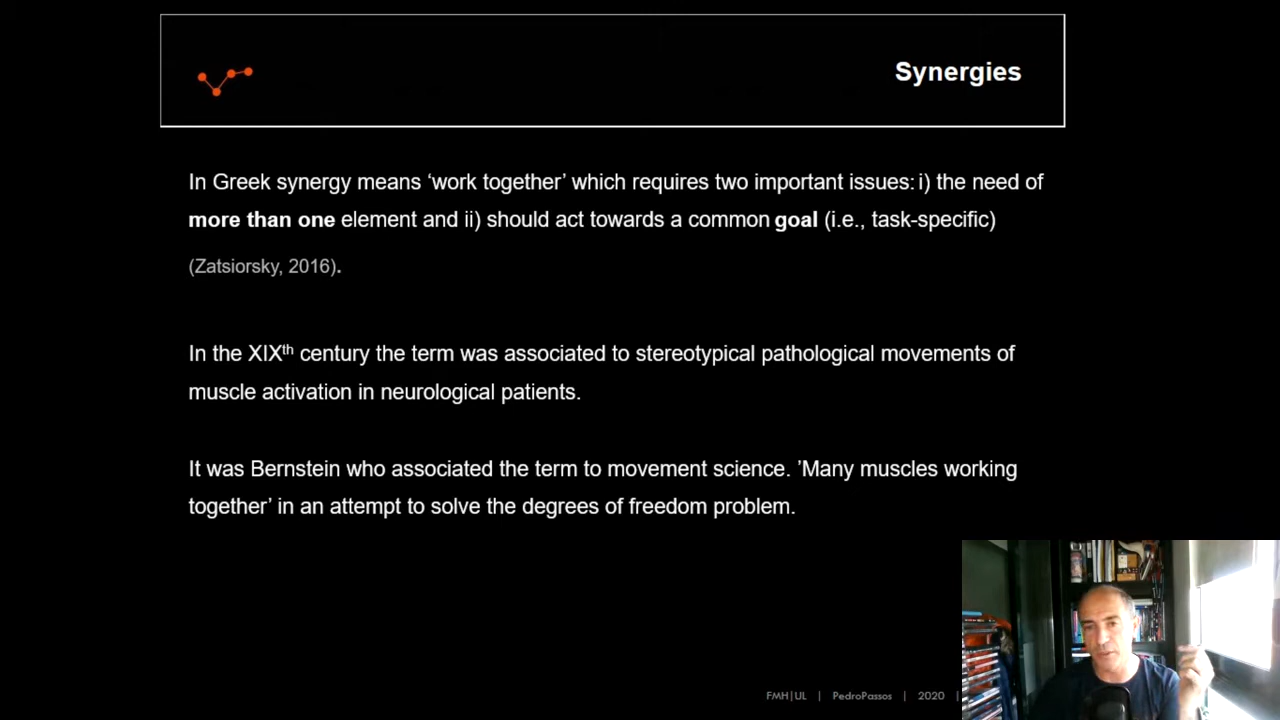 Synergies
In Greek synergy means ‘work together’ which requires two important issues: i) the need of
more than one element and ii) should act towards a common goal (i.e., task-specific)
(Zatsiorsky, 2016).
In the XIXth century the term was associated to stereotypical pathological movements of
muscle activation in neurological patients.
It was Bernstein who associated the term to movement science. ’Many muscles working
together’ in an attempt to solve the degrees of freedom problem.
FMH|UL | PedroPassos | 2020 |